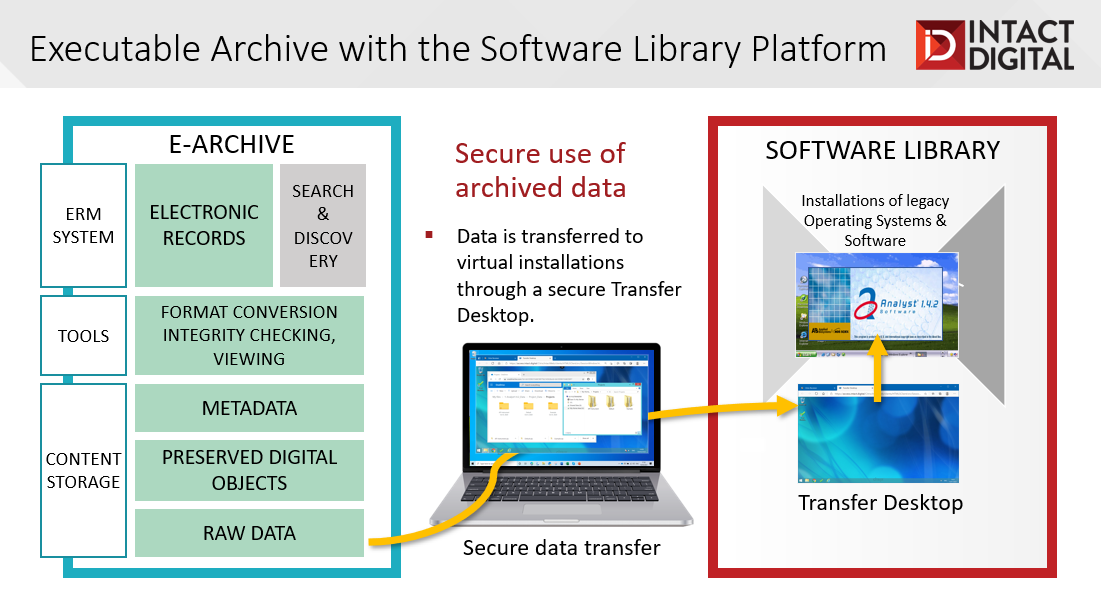 Executable Archive with the Software Library Platform
iD INTACT
DIGITAL
E-ARCHIVE
ERM
SYSTEM
ELECTRONIC
RECORDS
SEARCH
&
DISCOV
ERY
TOOLS
FORMAT CONVERSION
INTEGRITY CHECKING,
VIEWING
CONTENT
STORAGE
METADATA
PRESERVED DIGITAL
OBJECTS
RAW DATA
Secure use of
archived data
▪ Data is transferred to
virtual installations
through a secure Transfer
Desktop.
Secure data transfer
SOFTWARE LIBRARY
Installations of legacy
Operating Systems &
Software
Analyst 1.4.2
Software
Transfer Desktop